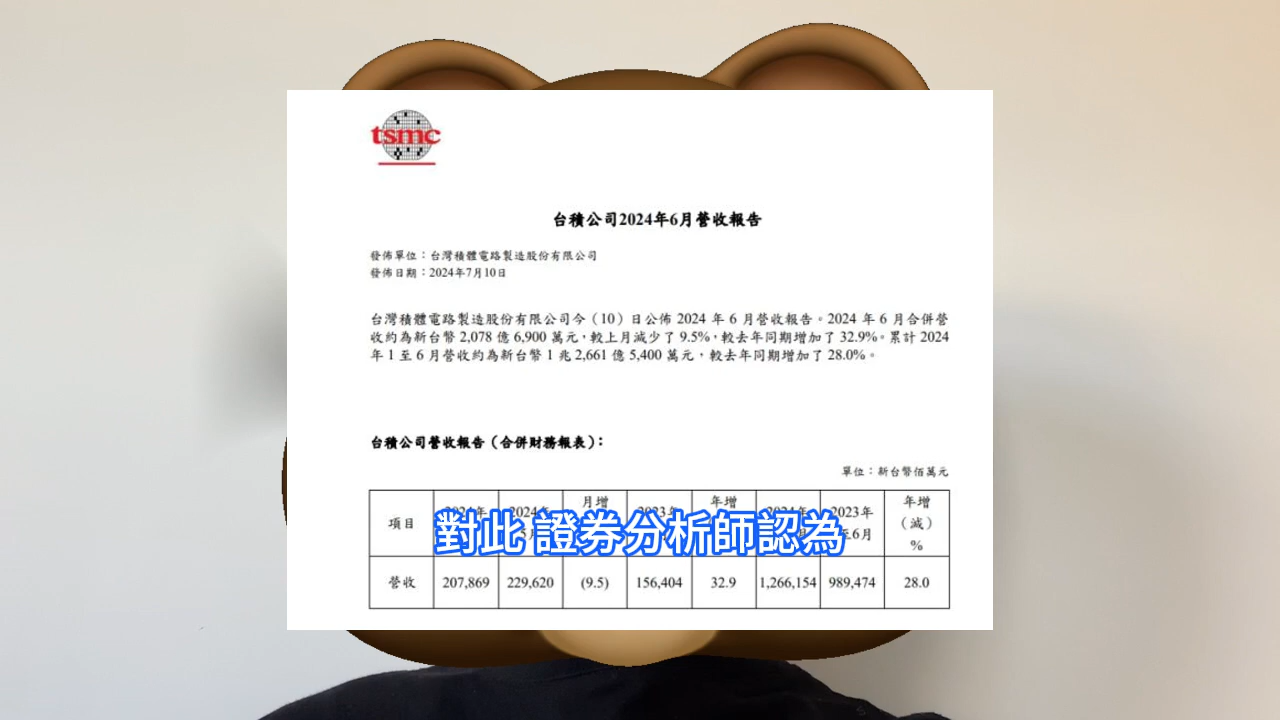 tsmc
台積公司2024年6月營收報告
發佈單位：台灣積體電路製造股份有限公司
發佈日期：2024年7月10日
台灣積體電路製造股份有限公司今（10）日公佈 2024 年 6 月營收報告。2024 年 6 月合併營
收約為新台幣 2,078 億 6,900 萬元，較上月減少了 9.5%，較去年同期增加了 32.9%。累計 2024
年 1 至 6 月營收約為新台幣 1 兆 2,661 億 5,400 萬元，較去年同期增加了 28.0%。
台積公司營收報告（合併財務報表）：
單位：新台幣佰萬元
項目 月增 年增 2023年 至6月 年增（減）%
對此 證券分析師認為
營收 207,869 229,620 (9.5) 156,404 32.9 1,266,154 989,474 28.0